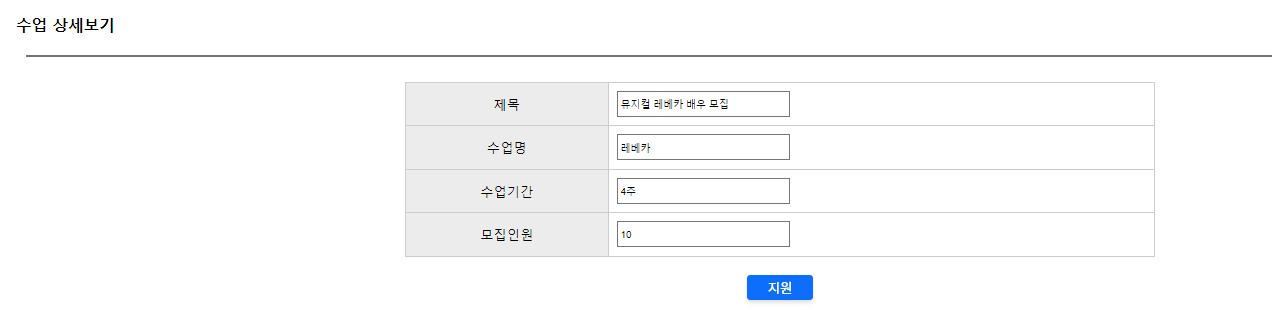 수업 상세보기
제목 뮤지컬 레베카 배우 모집
수업명 레베카
수업기간 4주
모집인원 10
지원